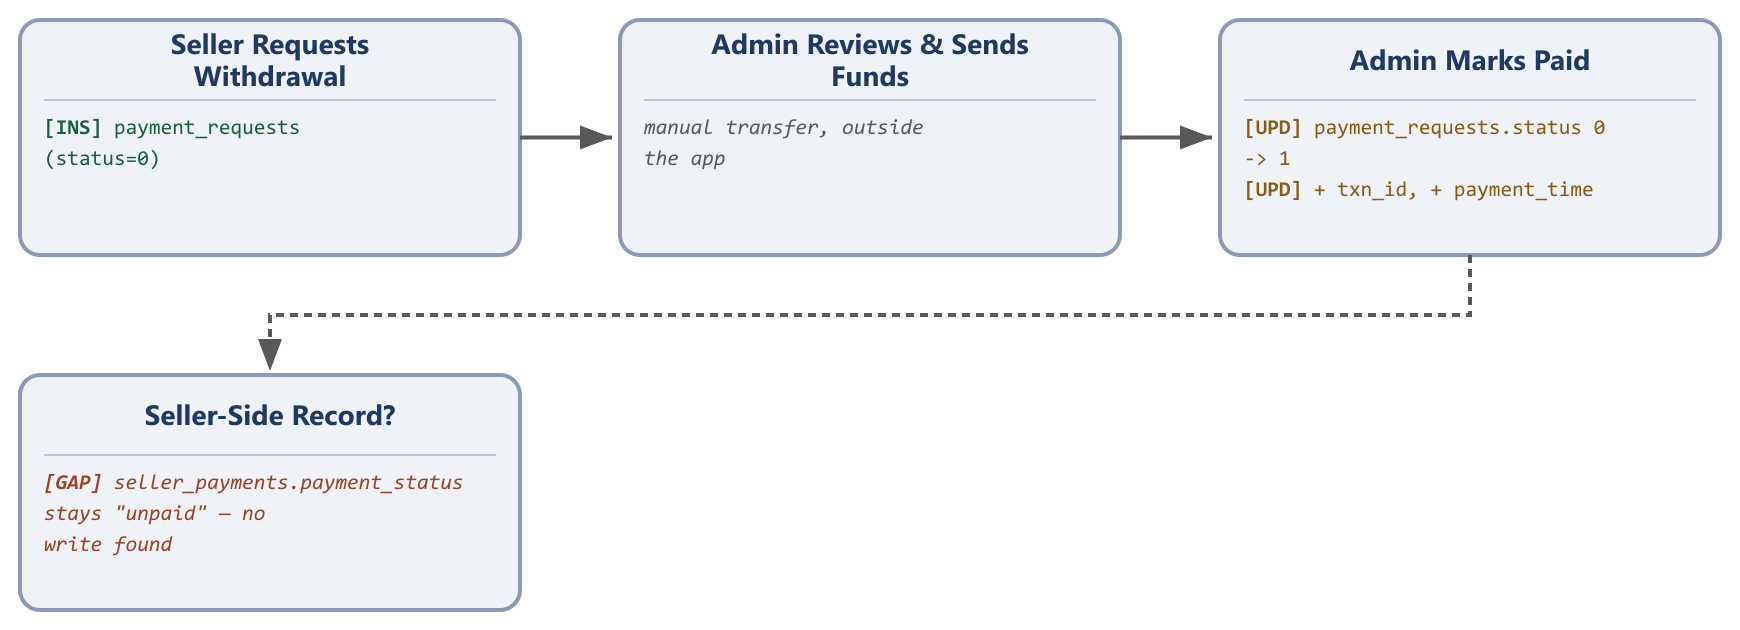 Seller Requests
Withdrawal
[INS] payment_requests
(status=0)
Admin Reviews & Sends
Funds
manual transfer, outside
the app
Admin Marks Paid
[UPD] payment_requests.status 0
-> 1
[UPD] + txn_id, + payment_time
Seller-Side Record?
[GAP] seller_payments.payment_status
stays "unpaid" — no
write found